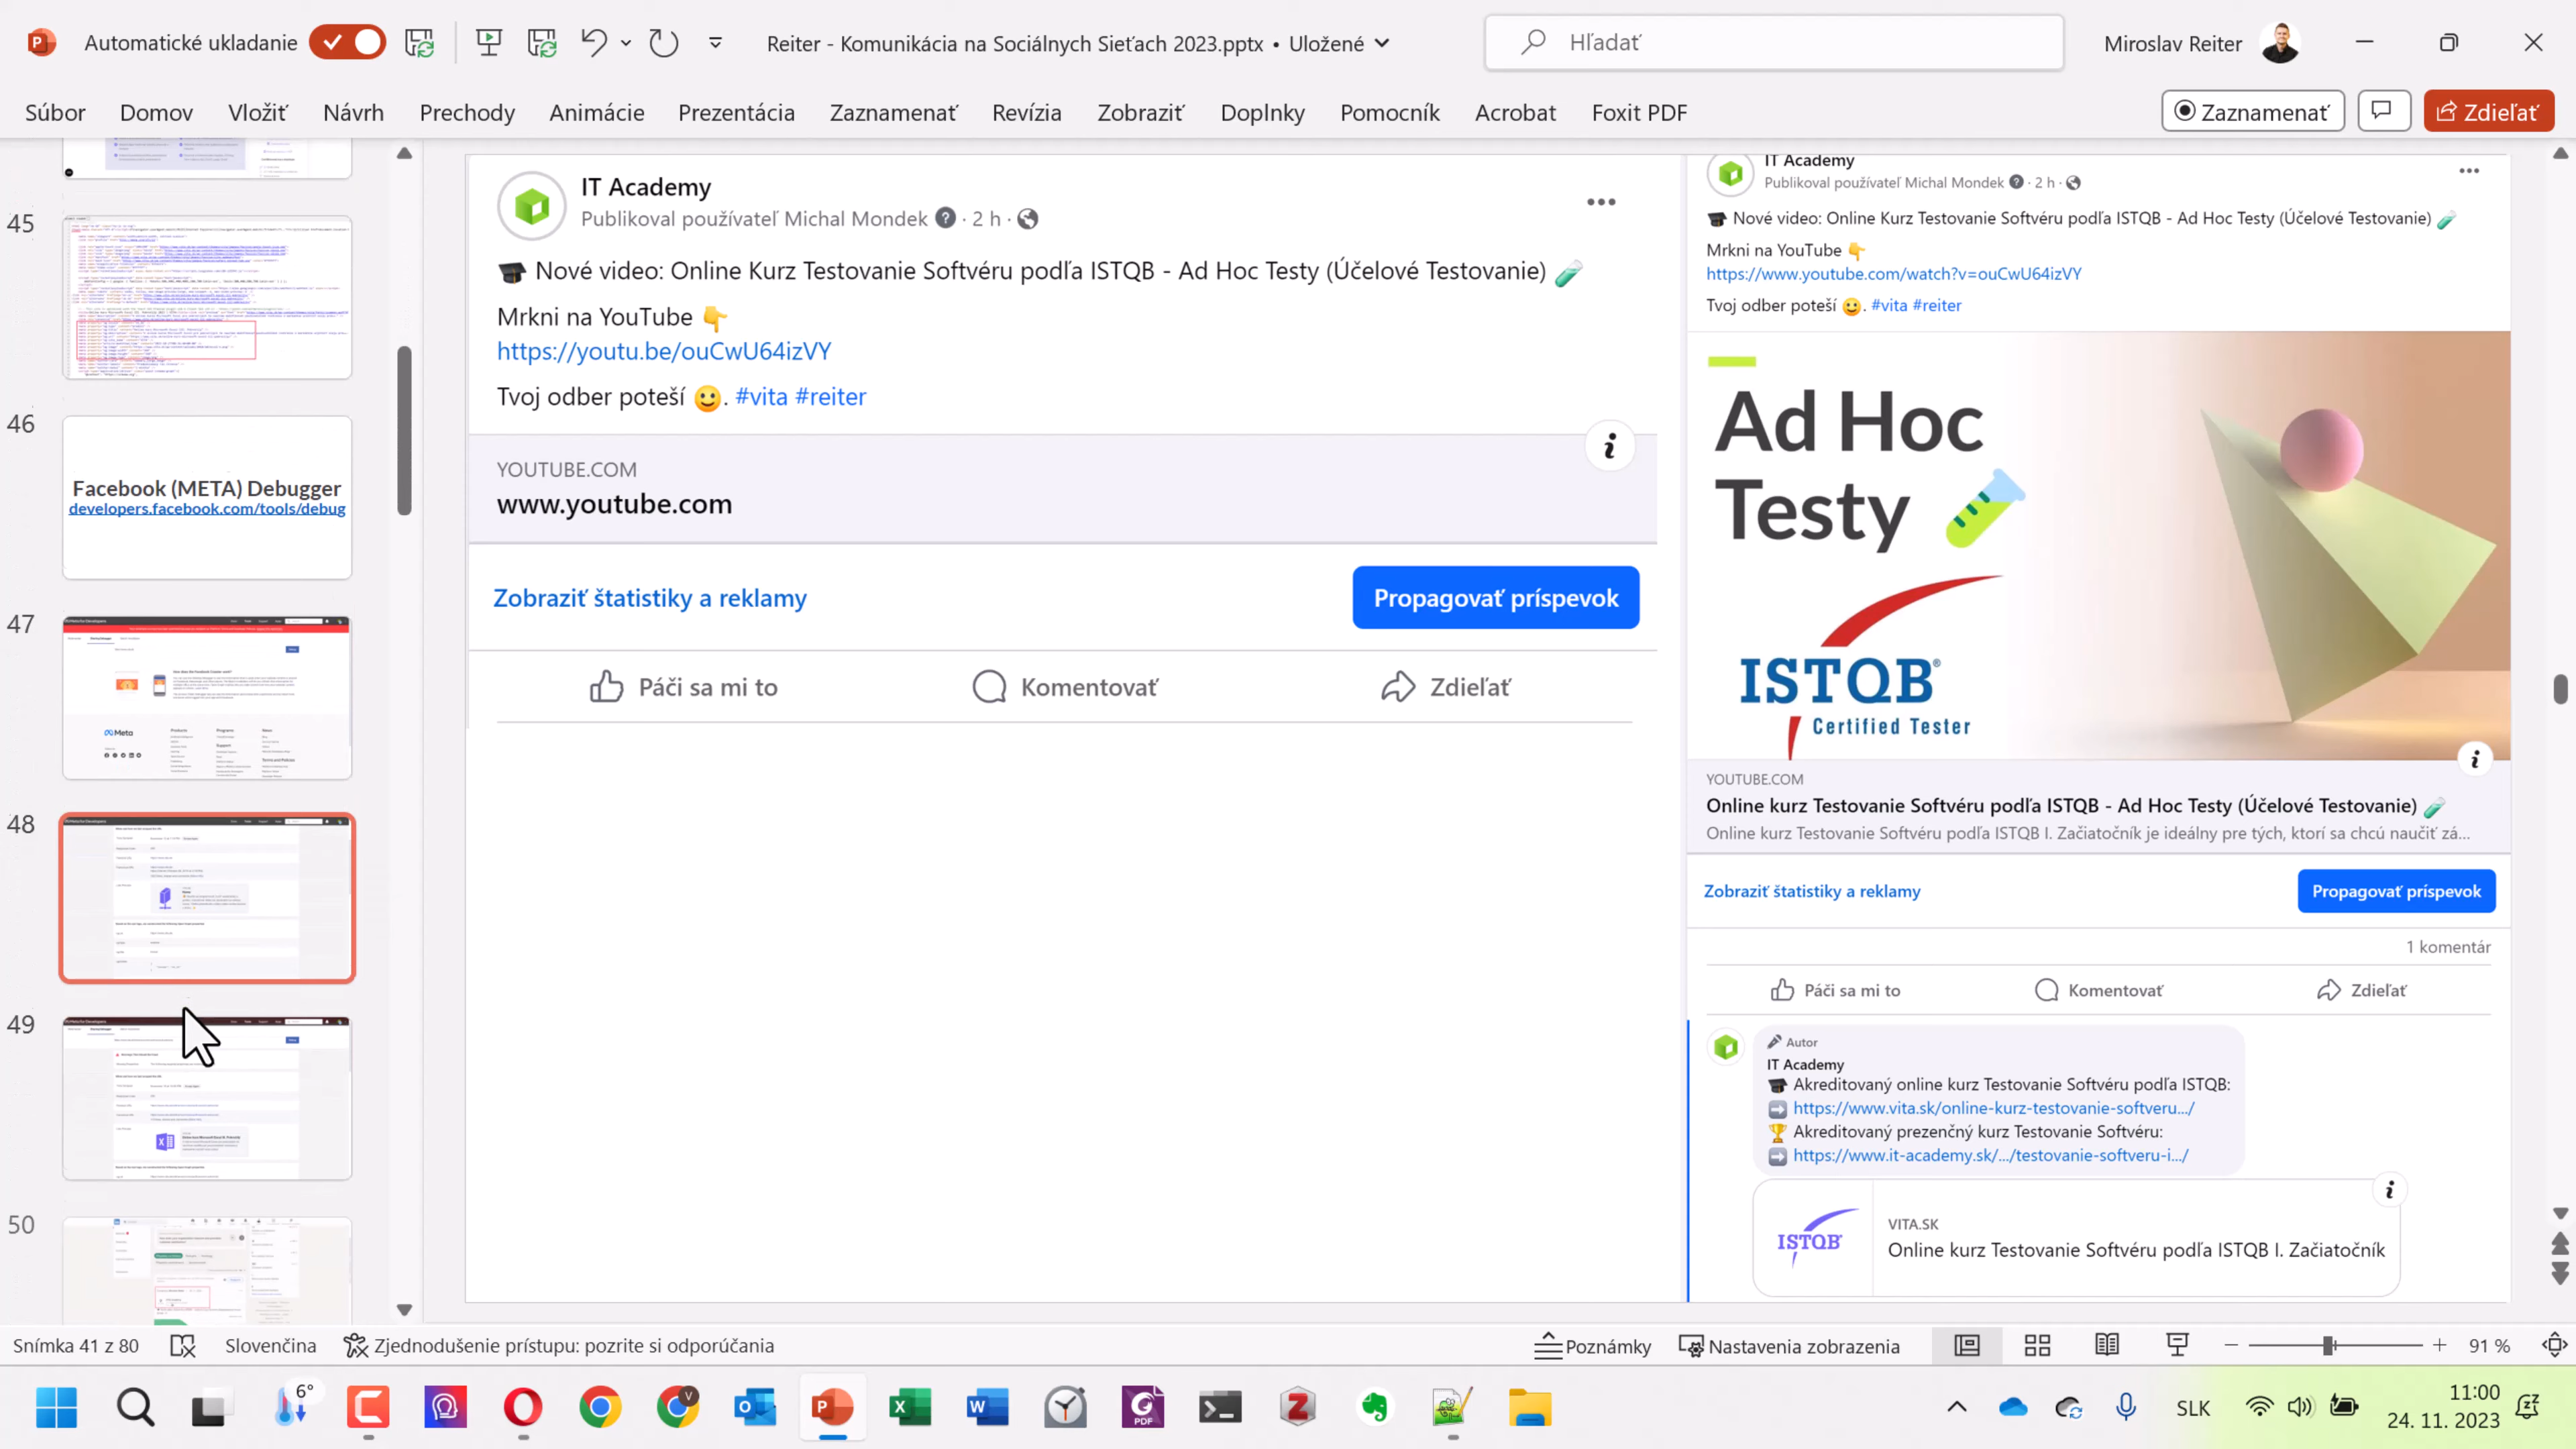 Automatické ukladanie
Reiter - Komunikácia na Sociálnych Sieťach 2023.pptx • Uložené
Hľadať
Miroslav Reiter
Súbor Domov Vložiť Návrh Prechody Animácie Prezentácia Zaznamenať Revízia Zobraziť Doplnky Pomocník Acrobat Foxit PDF
Zaznamenať
Zdieľať
45
46
Facebook (META) Debugger
developers.facebook.com/tools/debug
47
Meta
48
49
50
IT Academy
Publikoval používateľ Michal Mondek · 2 h ·
🎓 Nové video: Online Kurz Testovanie Softvéru podľa ISTQB - Ad Hoc Testy (Účelové Testovanie) 🧪
Mrkni na YouTube 👇
https://youtu.be/ouCwU64izVY
Tvoj odber poteší 😀. #vita #reiter
YOUTUBE.COM
www.youtube.com
Zobraziť štatistiky a reklamy
Propagovať príspevok
Páči sa mi to
Komentovať
Zdieľať
IT Academy
Publikoval používateľ Michal Mondek · 2 h ·
🎓 Nové video: Online Kurz Testovanie Softvéru podľa ISTQB - Ad Hoc Testy (Účelové Testovanie) 🧪
Mrkni na YouTube 👇
https://www.youtube.com/watch?v=ouCwU64izVY
Tvoj odber poteší 😀. #vita #reiter
Ad Hoc
Testy
ISTQB®
Certified Tester
YOUTUBE.COM
Online kurz Testovanie Softvéru podľa ISTQB - Ad Hoc Testy (Účelové Testovanie) 🧪
Online kurz Testovanie Softvéru podľa ISTQB I. Začiatočník je ideálny pre tých, ktorí sa chcú naučiť zá...
Zobraziť štatistiky a reklamy
Propagovať príspevok
1 komentár
Páči sa mi to
Komentovať
Zdieľať
Autor
IT Academy
🎓 Akreditovaný online kurz Testovanie Softvéru podľa ISTQB:
➡️ https://www.vita.sk/online-kurz-testovanie-softveru.../
🏆 Akreditovaný prezenčný kurz Testovanie Softvéru:
➡️ https://www.it-academy.sk/.../testovanie-softveru-i.../
ISTQB
VITA.SK
Online kurz Testovanie Softvéru podľa ISTQB I. Začiatočník
Snímka 41 z 80
Slovenčina
Zjednodušenie prístupu: pozrite si odporúčania
Poznámky
Nastavenia zobrazenia
91 %
6°
SLK
11:00
24. 11. 2023